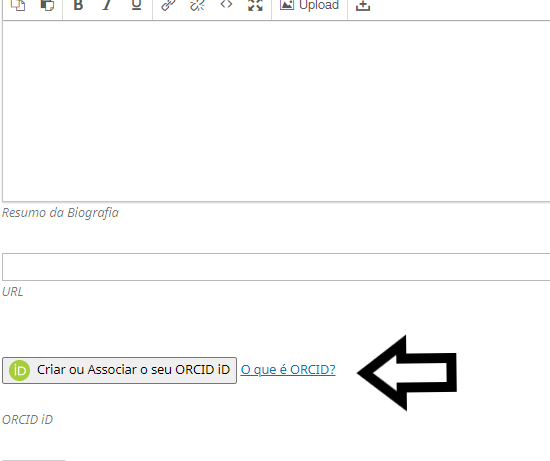 B I U Upload
Resumo da Biografia
URL
iD Criar ou Associar o seu ORCID iD O que é ORCID?
ORCID iD